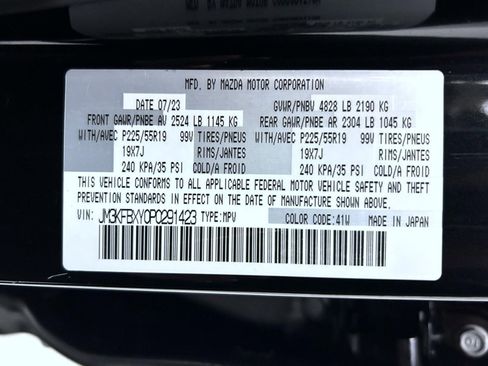 MFD. BY MAZDA MOTOR CORPORATION
DATE 07/23 GVWR/PNBV 4828 LB 2190 KG
FRONT GAWR/PNBE AV 2524 LB 1145 KG REAR GAWR/PNBE AR 2304 LB 1045 KG
WITH/AVEC P225/55R19 99V TIRES/PNEUS WITH/AVEC P225/55R19 99V TIRES/PNEUS
19X7J RIMS/JANTES 19X7J RIMS/JANTES
240 KPA/35 PSI COLD/A FROID 240 KPA/35 PSI COLD/A FROID
THIS VEHICLE CONFORMS TO ALL APPLICABLE FEDERAL MOTOR VEHICLE SAFETY AND THEFT
PREVENTION STANDARDS IN EFFECT ON THE DATE OF MANUFACTURE SHOWN ABOVE.
VIN: JM3KFBXY0P0291423 TYPE:MPV COLOR CODE:41W MADE IN JAPAN